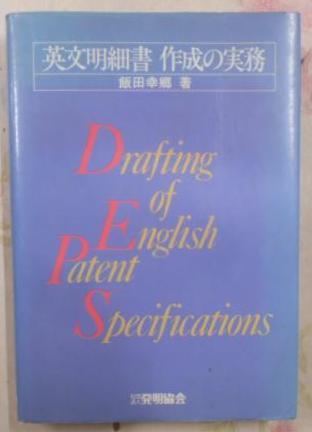 英文明細書 作成の実務
飯田幸郷 著
Drafting
of
English
Patent
Specifications
発明協会